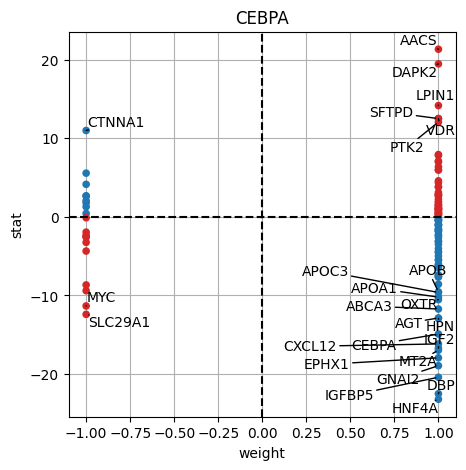 CEBPA
AACS
DAPK2
LPIN1
SFTPD
VDR
PTK2
CTNNA1
APOB
APOC3
APOA1
OXTR
ABCA3
MYC
AGT
HPN
SLC29A1
IGF2
CXCL12
CEBPA
MT2A
EPHX1
GNAI2
DBP
IGFBP5
HNF4A
20
10
0
−10
−20
stat
−1.00
−0.75
−0.50
−0.25
0.00
0.25
0.50
0.75
1.00
weight